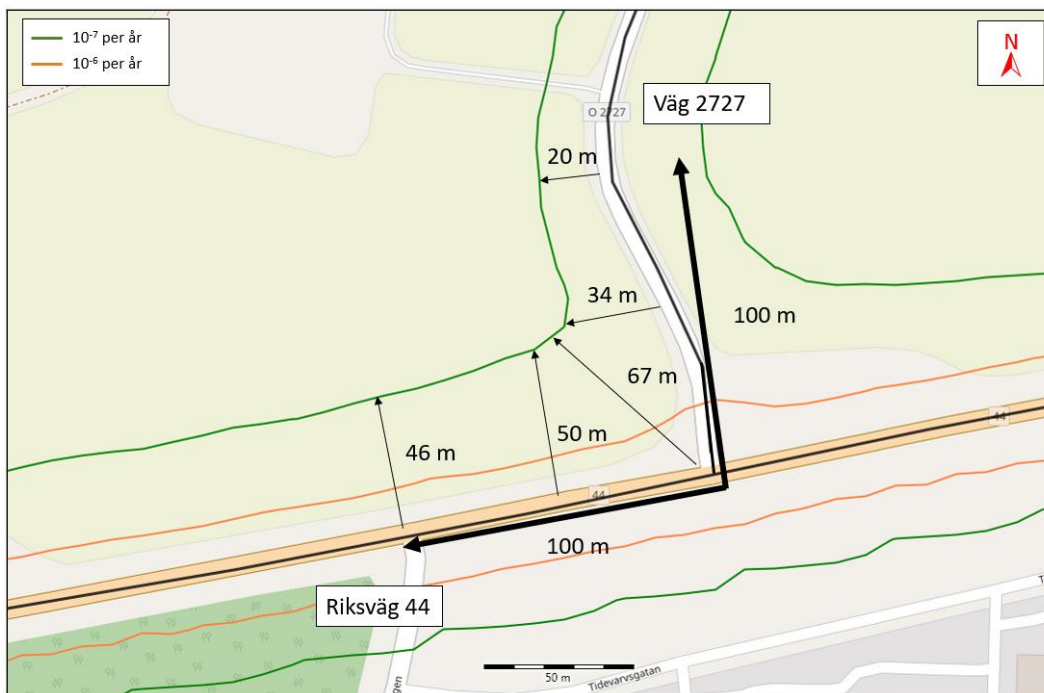 10⁻⁷ per år
10⁻⁶ per år
N
Väg 2727
O 2727
20 m
34 m
100 m
67 m
46 m
50 m
44
44
100 m
Riksväg 44
50 m
Tidevarvsgatan